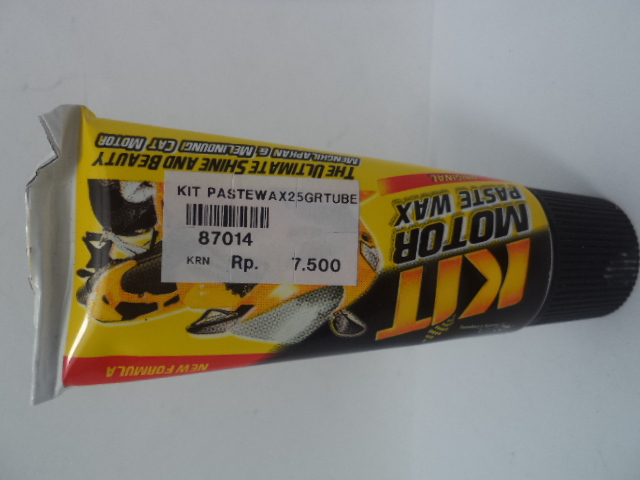 KIT PASTEWAX25GRTUBE
87014
KRN Rp. 7.500
ORIGINAL
KIT
MOTOR
PASTE WAX
THE ULTIMATE SHINE AND BEAUTY
MENGKILAPKAN & MELINDUNGI CAT MOTOR
NEW FORMULA